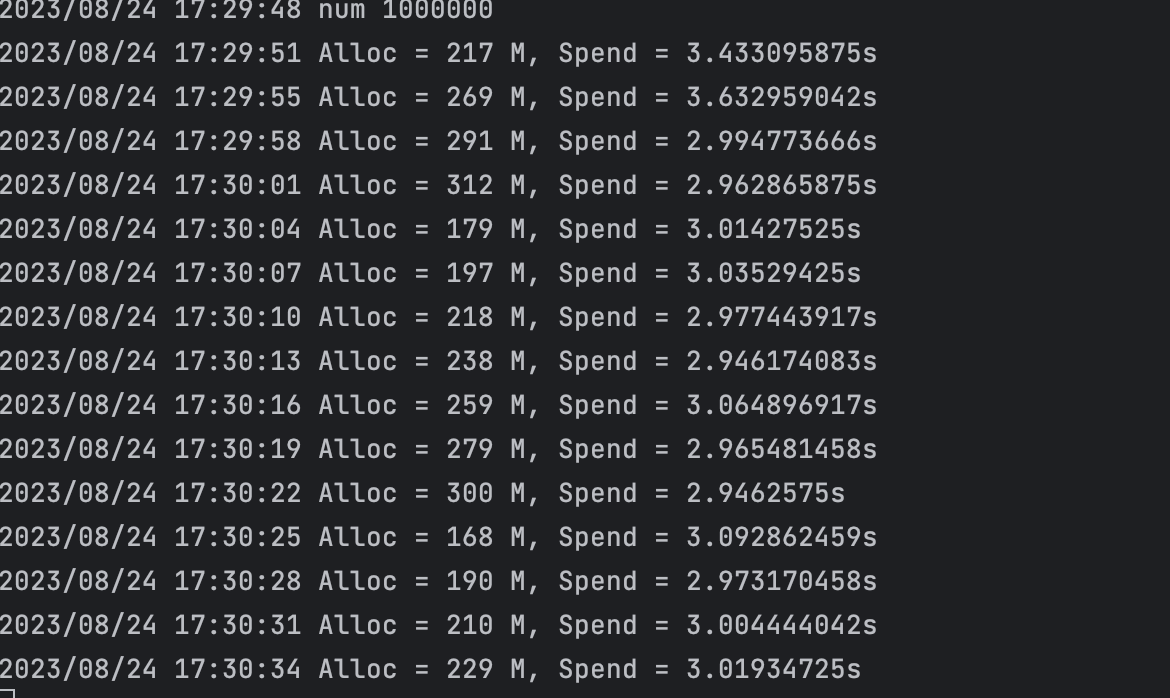 2023/08/24 17:29:48 num 1000000
2023/08/24 17:29:51 Alloc = 217 M, Spend = 3.433095875s
2023/08/24 17:29:55 Alloc = 269 M, Spend = 3.632959042s
2023/08/24 17:29:58 Alloc = 291 M, Spend = 2.994773666s
2023/08/24 17:30:01 Alloc = 312 M, Spend = 2.962865875s
2023/08/24 17:30:04 Alloc = 179 M, Spend = 3.01427525s
2023/08/24 17:30:07 Alloc = 197 M, Spend = 3.03529425s
2023/08/24 17:30:10 Alloc = 218 M, Spend = 2.977443917s
2023/08/24 17:30:13 Alloc = 238 M, Spend = 2.946174083s
2023/08/24 17:30:16 Alloc = 259 M, Spend = 3.064896917s
2023/08/24 17:30:19 Alloc = 279 M, Spend = 2.965481458s
2023/08/24 17:30:22 Alloc = 300 M, Spend = 2.9462575s
2023/08/24 17:30:25 Alloc = 168 M, Spend = 3.092862459s
2023/08/24 17:30:28 Alloc = 190 M, Spend = 2.973170458s
2023/08/24 17:30:31 Alloc = 210 M, Spend = 3.004444042s
2023/08/24 17:30:34 Alloc = 229 M, Spend = 3.01934725s